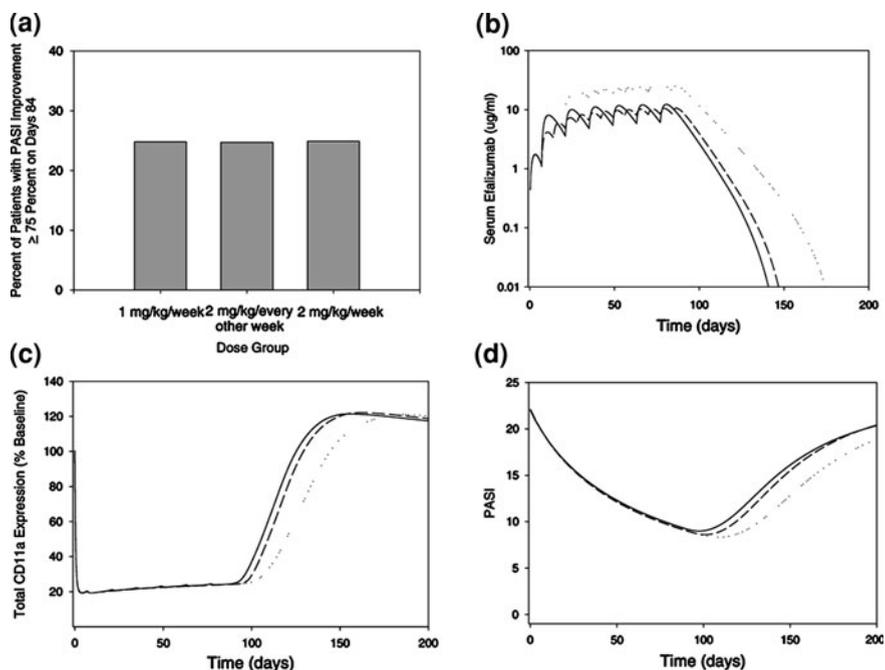 (a)
Percent of Patients with PASI Improvement
≥ 75 Percent on Days 84
40
30
20
10
0
1 mg/kg/week 2 mg/kg/every 2 mg/kg/week
other week
Dose Group
(b)
Serum Efalizumab (ug/ml)
100
10
1
0.1
0.01
0 50 100 150 200
Time (days)
(c)
Total CD11a Expression (% Baseline)
140
120
100
80
60
40
20
0 50 100 150 200
Time (days)
(d)
PASI
25
20
15
10
5
0
0 50 100 150 200
Time (days)